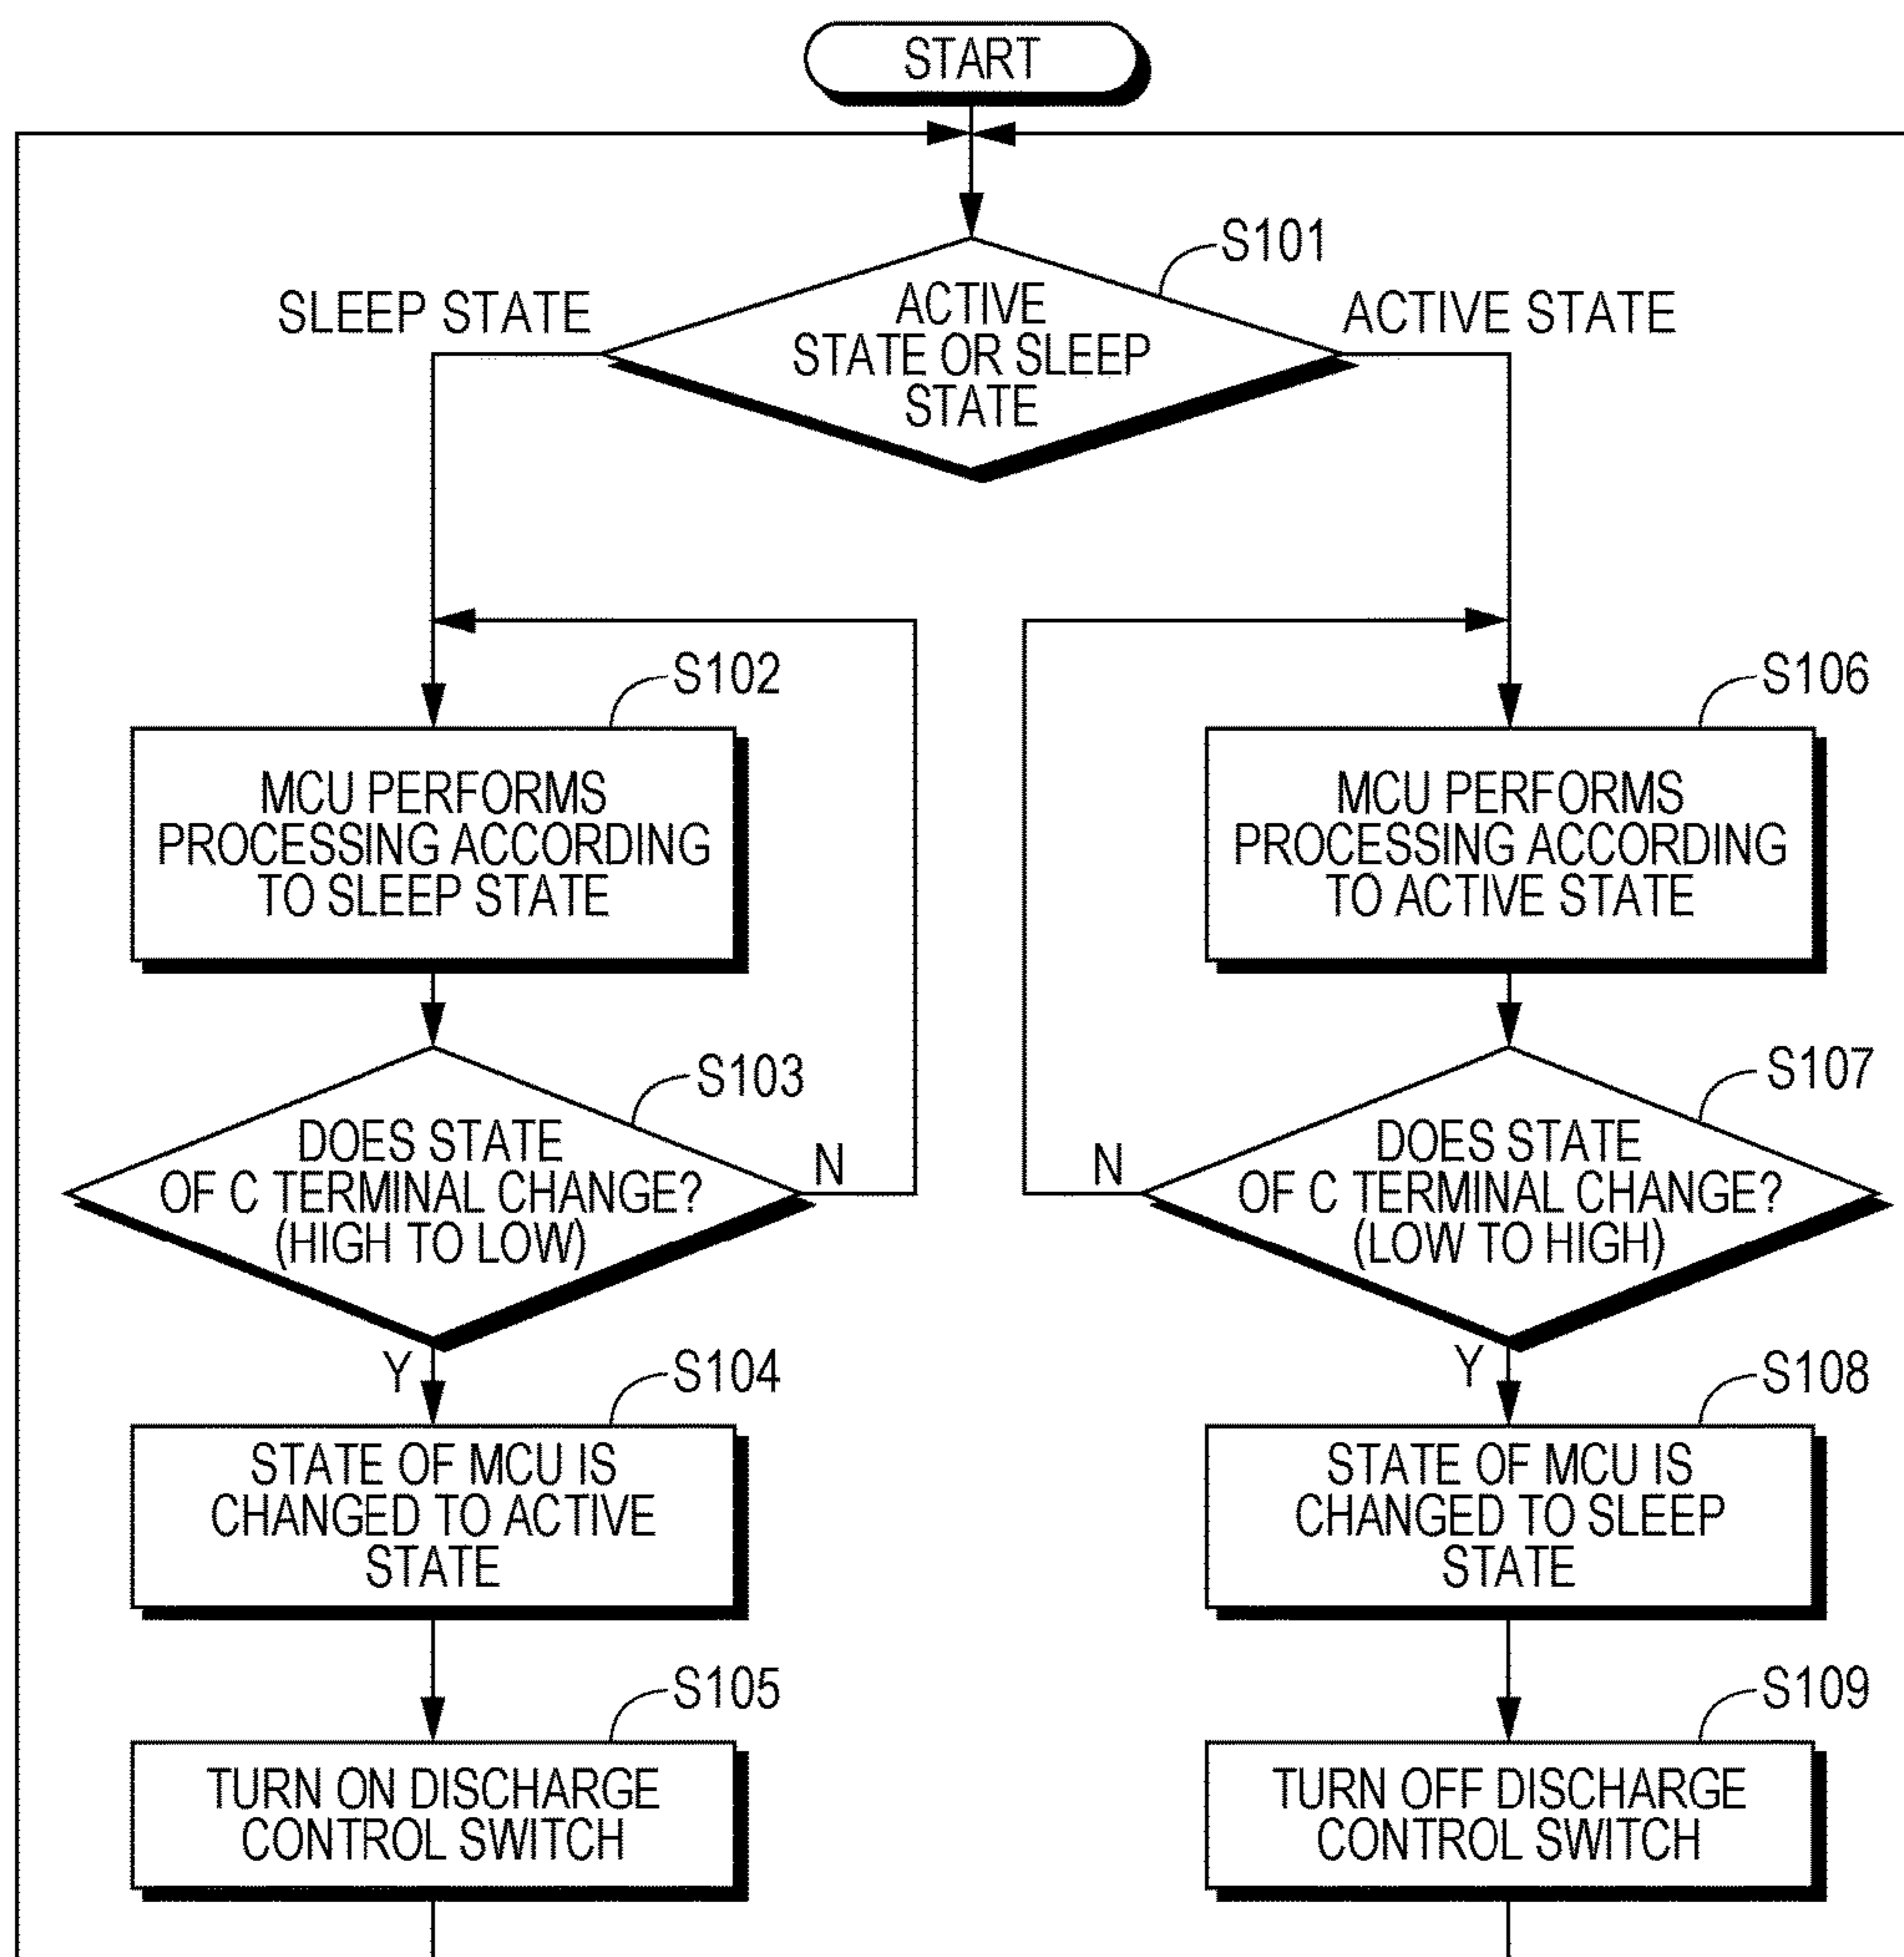 START
S101
SLEEP STATE
ACTIVE
STATE OR SLEEP
STATE
ACTIVE STATE
S102
MCU PERFORMS
PROCESSING ACCORDING
TO SLEEP STATE
S103
DOES STATE
OF C TERMINAL CHANGE?
(HIGH TO LOW)
N
Y
S104
STATE OF MCU IS
CHANGED TO ACTIVE
STATE
S105
TURN ON DISCHARGE
CONTROL SWITCH
S106
MCU PERFORMS
PROCESSING ACCORDING
TO ACTIVE STATE
S107
DOES STATE
OF C TERMINAL CHANGE?
(LOW TO HIGH)
N
Y
S108
STATE OF MCU IS
CHANGED TO SLEEP
STATE
S109
TURN OFF DISCHARGE
CONTROL SWITCH